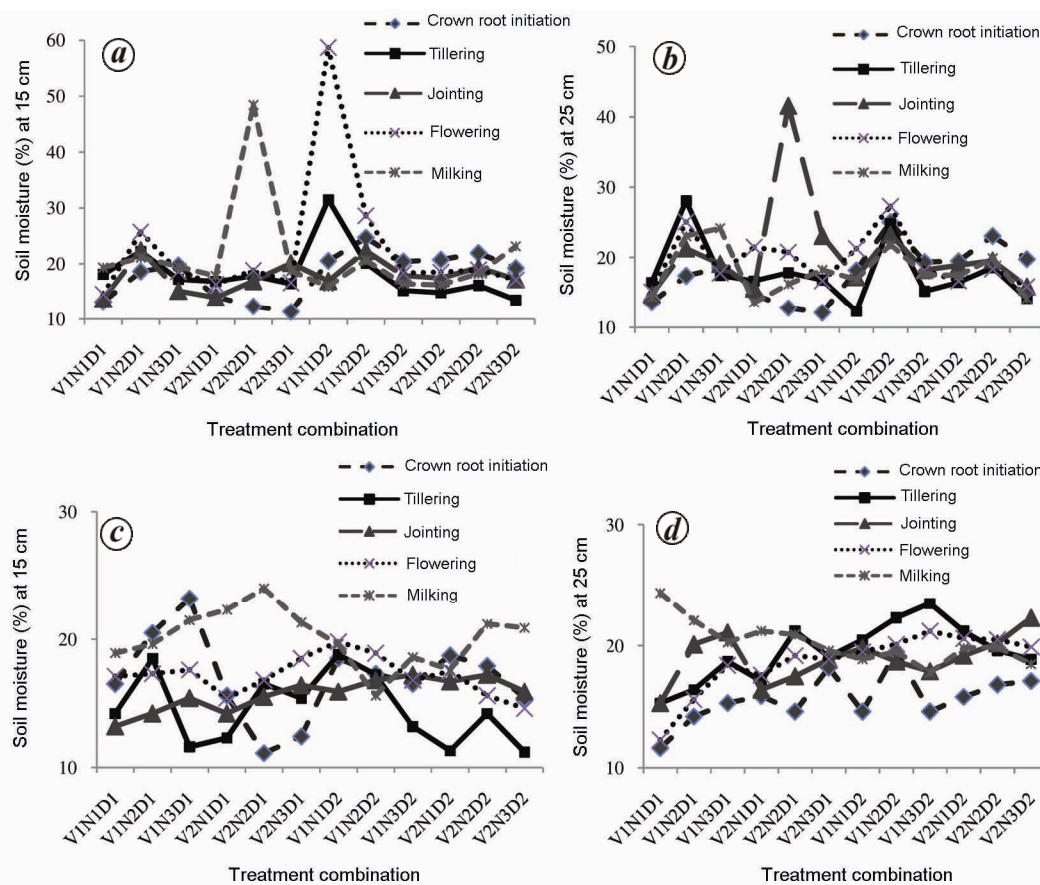 a
Soil moisture (%) at 15 cm
60
50
40
30
20
10
Crown root initiation
Tillering
Jointing
Flowering
Milking
V1N1D1
V1N2D1
V1N3D1
V2N1D1
V2N2D1
V2N3D1
V1N1D2
V1N2D2
V1N3D2
V2N1D2
V2N2D2
V2N3D2
Treatment combination
b
Soil moisture (%) at 25 cm
50
40
30
20
10
Crown root initiation
Tillering
Jointing
Flowering
Milking
V1N1D1
V1N2D1
V1N3D1
V2N1D1
V2N2D1
V2N3D1
V1N1D2
V1N2D2
V1N3D2
V2N1D2
V2N2D2
V2N3D2
Treatment combination
c
Soil moisture (%) at 15 cm
30
20
10
Crown root initiation
Tillering
Jointing
Flowering
Milking
V1N1D1
V1N2D1
V1N3D1
V2N1D1
V2N2D1
V2N3D1
V1N1D2
V1N2D2
V1N3D2
V2N1D2
V2N2D2
V2N3D2
Treatment combination
d
Soil moisture (%) at 25 cm
30
20
10
Crown root initiation
Tillering
Jointing
Flowering
Milking
V1N1D1
V1N2D1
V1N3D1
V2N1D1
V2N2D1
V2N3D1
V1N1D2
V1N2D2
V1N3D2
V2N1D2
V2N2D2
V2N3D2
Treatment combination